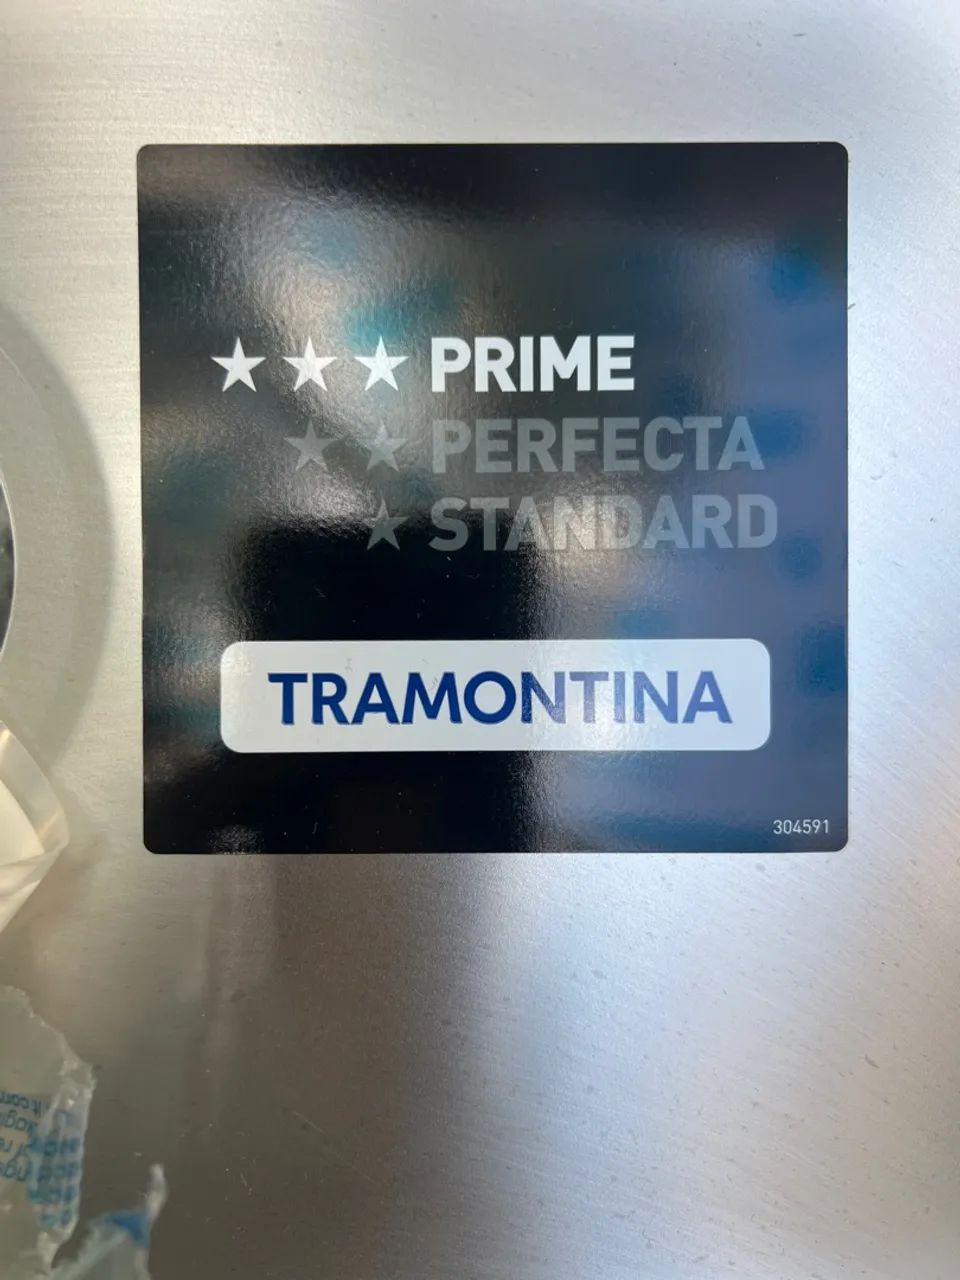 ★★★ PRIME
★★ PERFECTA
★ STANDARD
TRAMONTINA
304591